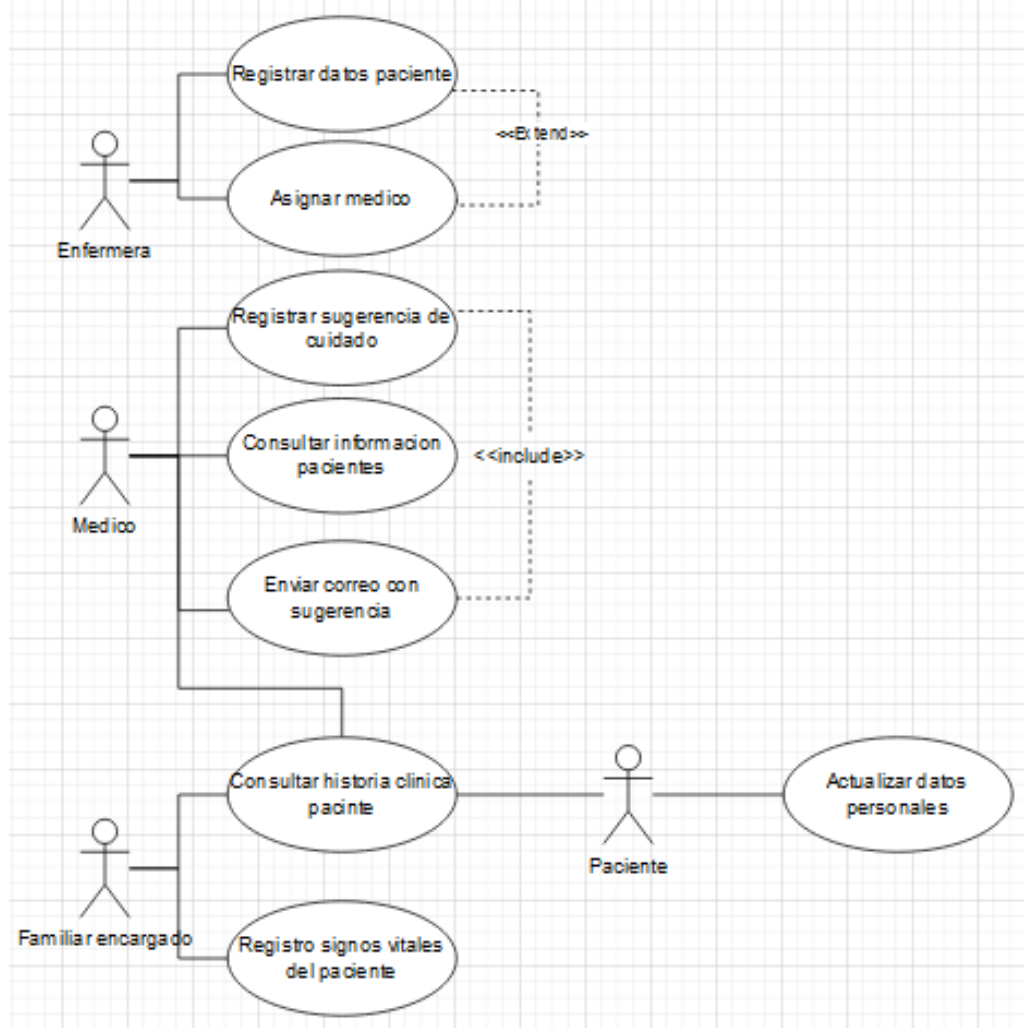 Registrar datos paciente
<<Extend>>
Asignar medico
Enfermera
Registrar sugerencia de
cuidado
Consultar informacion
pacientes
<<include>>
Medico
Enviar correo con
sugerencia
Consultar historia clinica
pacinte
Actualizar datos
personales
Paciente
Familiar encargado
Registro signos vitales
del paciente